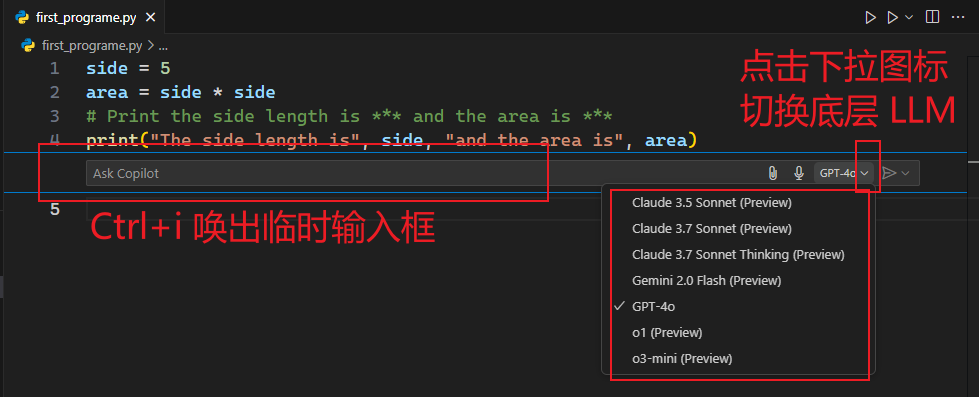 first_programe.py
first_programe.py > ...
1 side = 5
2 area = side * side
3 # Print the side length is *** and the area is ***
4 print("The side length is", side, "and the area is", area)
点击下拉图标
切换底层 LLM
Ask Copilot
GPT-4o
5
Ctrl+i 唤出临时输入框
Claude 3.5 Sonnet (Preview)
Claude 3.7 Sonnet (Preview)
Claude 3.7 Sonnet Thinking (Preview)
Gemini 2.0 Flash (Preview)
GPT-4o
o1 (Preview)
o3-mini (Preview)